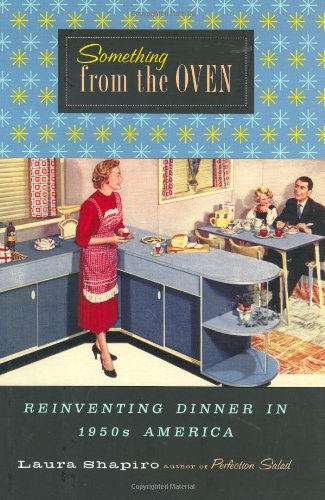 Something
from the OVEN
REINVENTING DINNER IN
1950s AMERICA
Laura Shapiro author of Perfection Salad